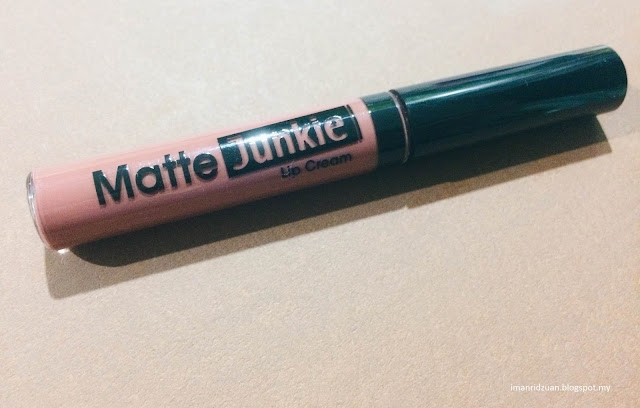 Matte Junkie
Lip Cream
imanridzuan.blogspot.my